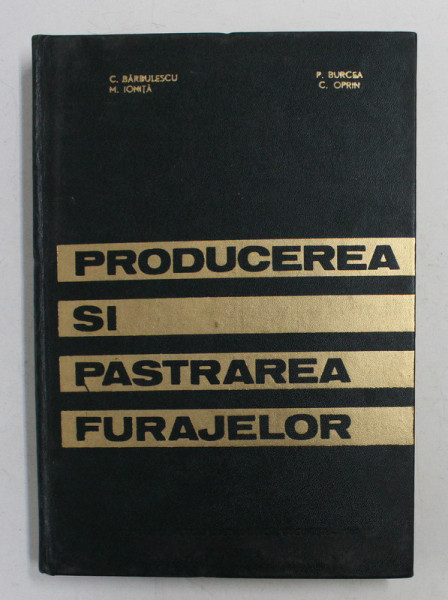 C. BĂRBULESCU
M. IONIȚĂ
P. BURCEA
C. OPRIN
PRODUCEREA
SI
PASTRAREA
FURAJELOR